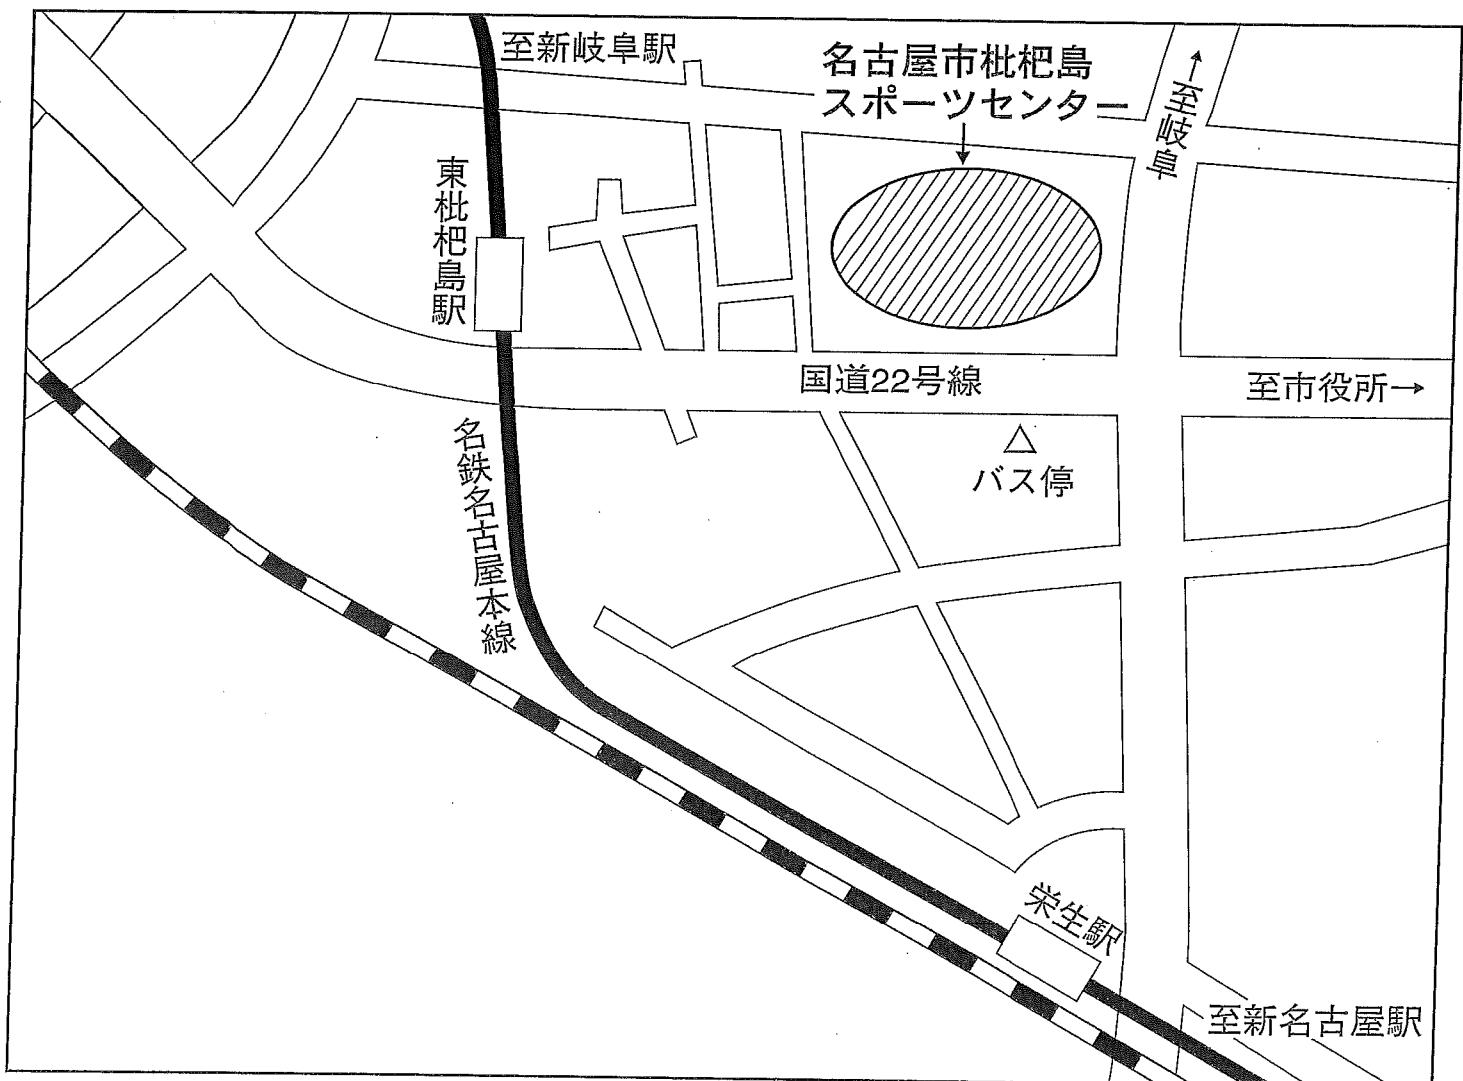 至新岐阜駅
名古屋市枇杷島
スポーツセンター
←至岐阜
東枇杷島駅
国道22号線
至市役所→
バス停
名鉄名古屋本線
栄生駅
至新名古屋駅